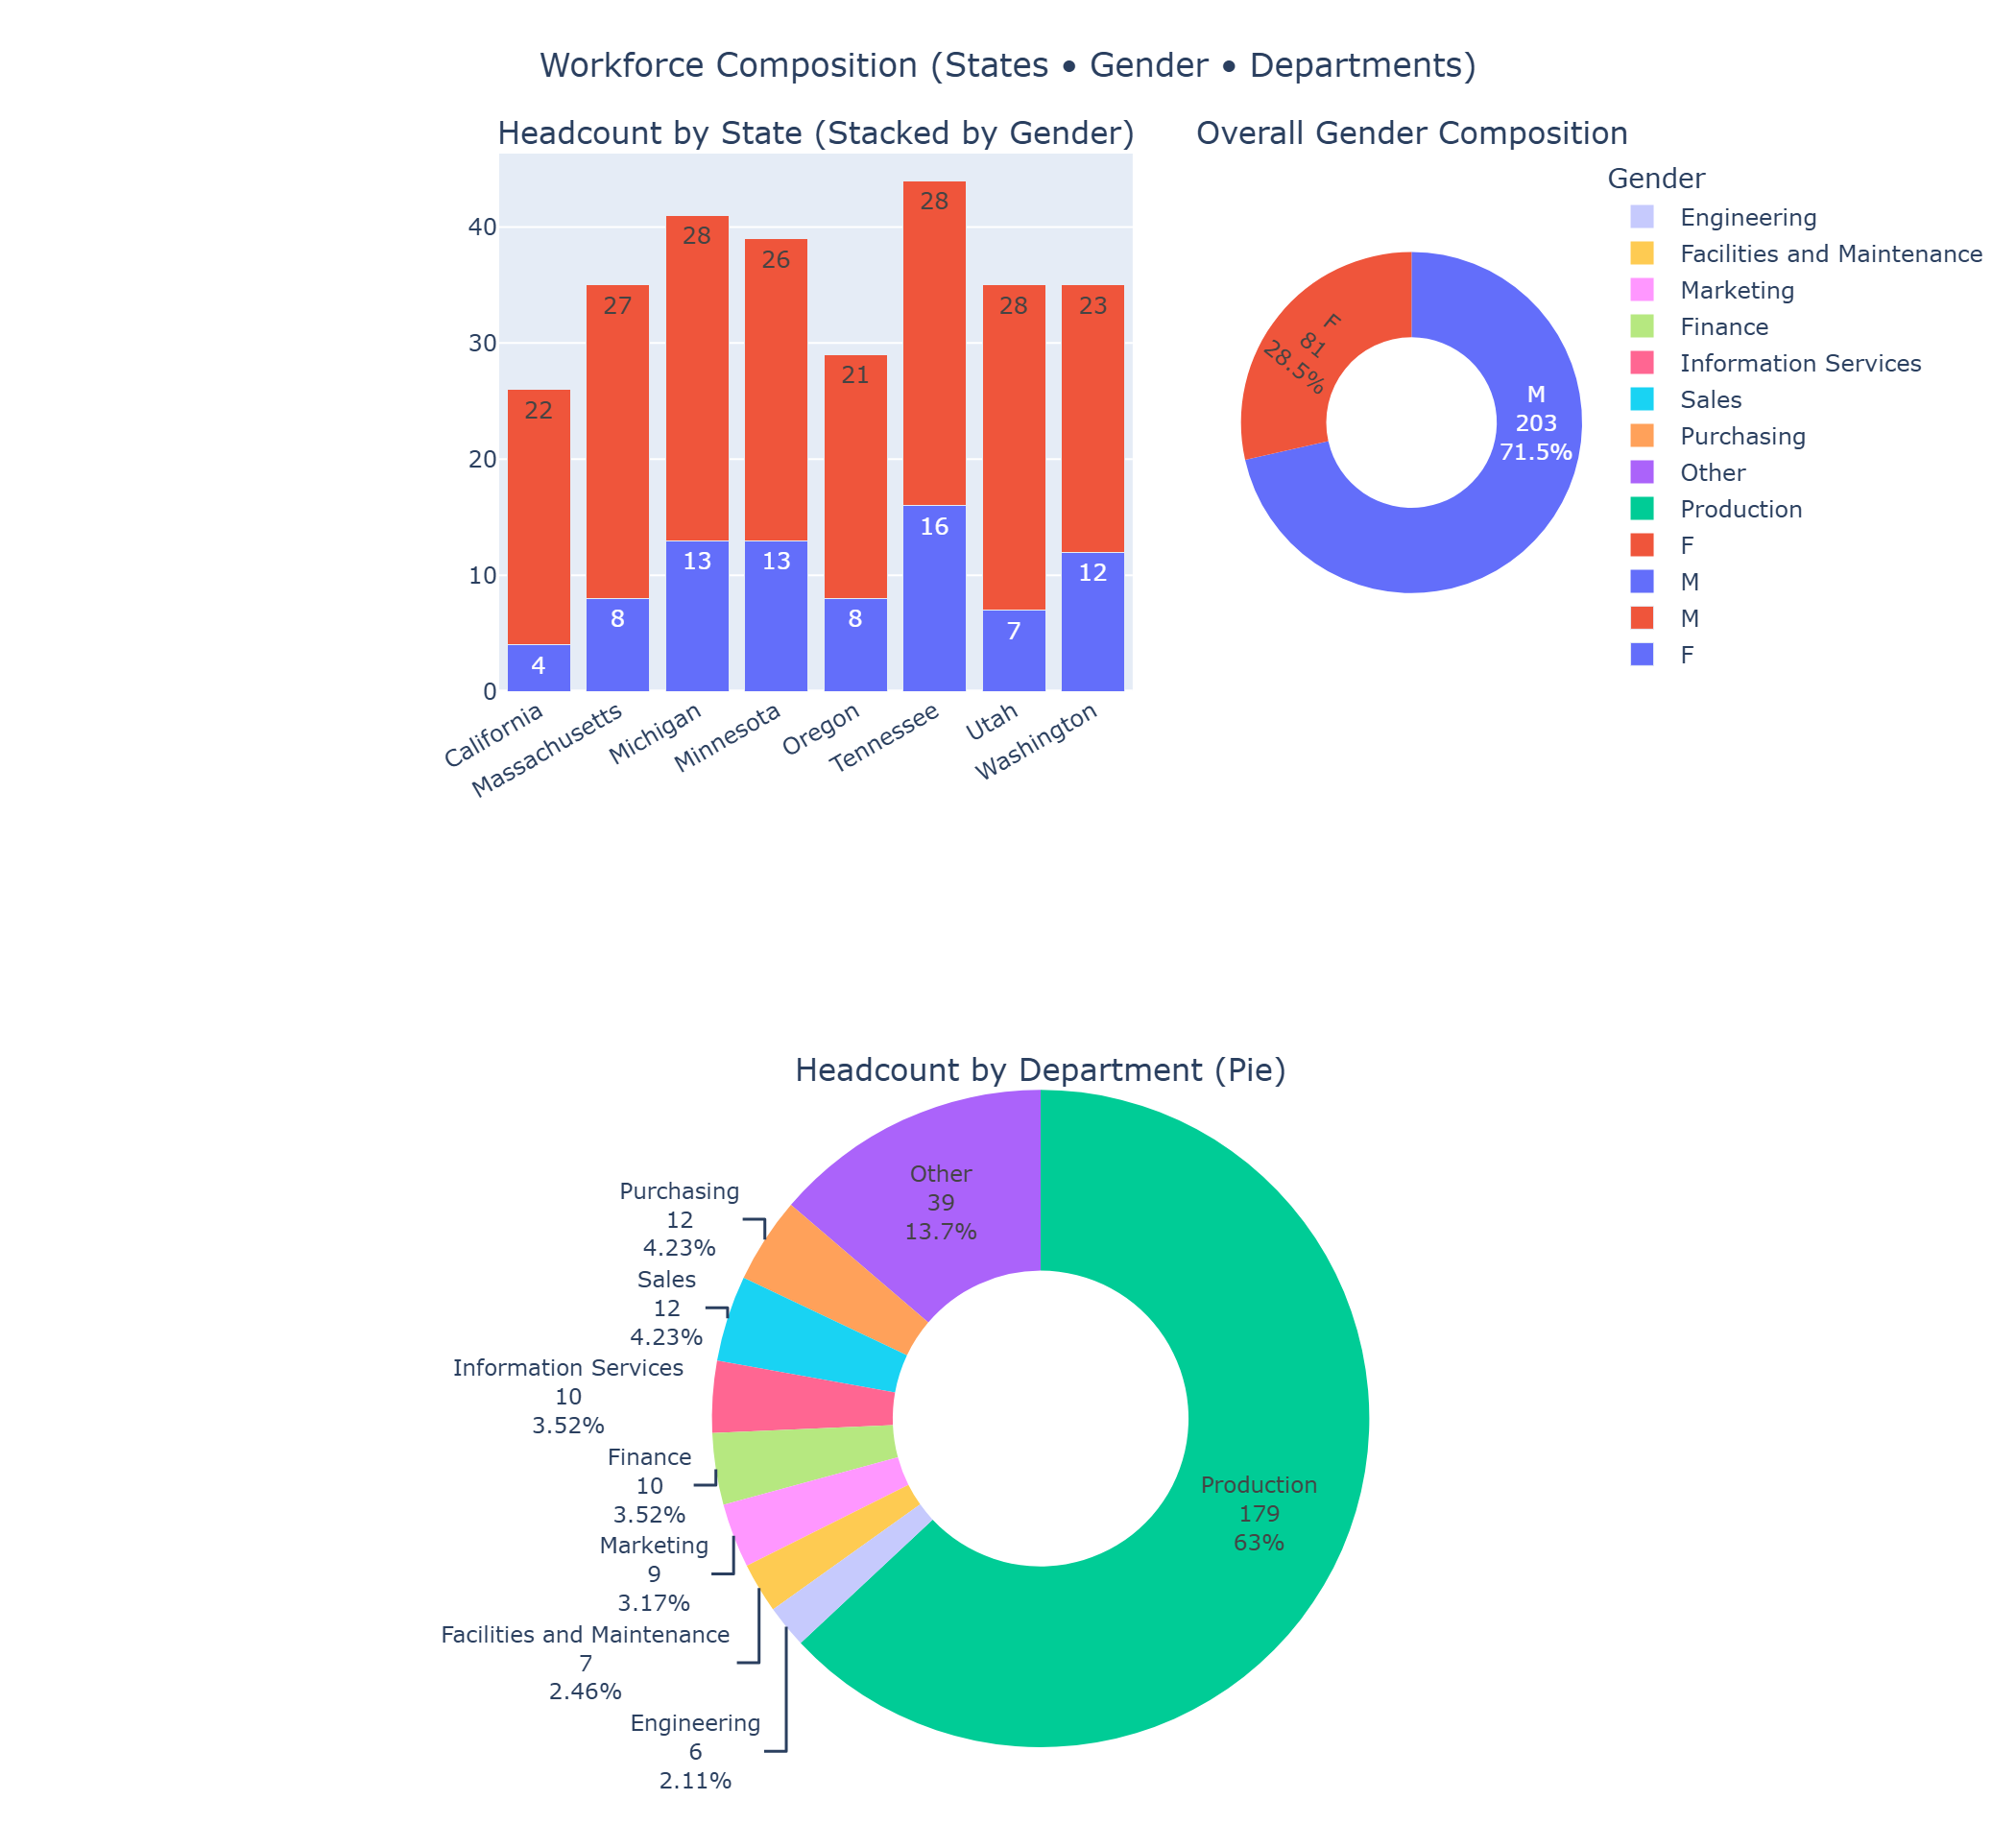 Workforce Composition (States • Gender • Departments)
Headcount by State (Stacked by Gender)
40
30
20
10
0
22
27
28
26
21
28
28
23
4
8
13
13
8
16
7
12
California
Massachusetts
Michigan
Minnesota
Oregon
Tennessee
Utah
Washington
Overall Gender Composition
F
81
28.5%
M
203
71.5%
Gender
Engineering
Facilities and Maintenance
Marketing
Finance
Information Services
Sales
Purchasing
Other
Production
F
M
M
F
Headcount by Department (Pie)
Other
39
13.7%
Purchasing
12
4.23%
Sales
12
4.23%
Information Services
10
3.52%
Finance
10
3.52%
Marketing
9
3.17%
Facilities and Maintenance
7
2.46%
Engineering
6
2.11%
Production
179
63%